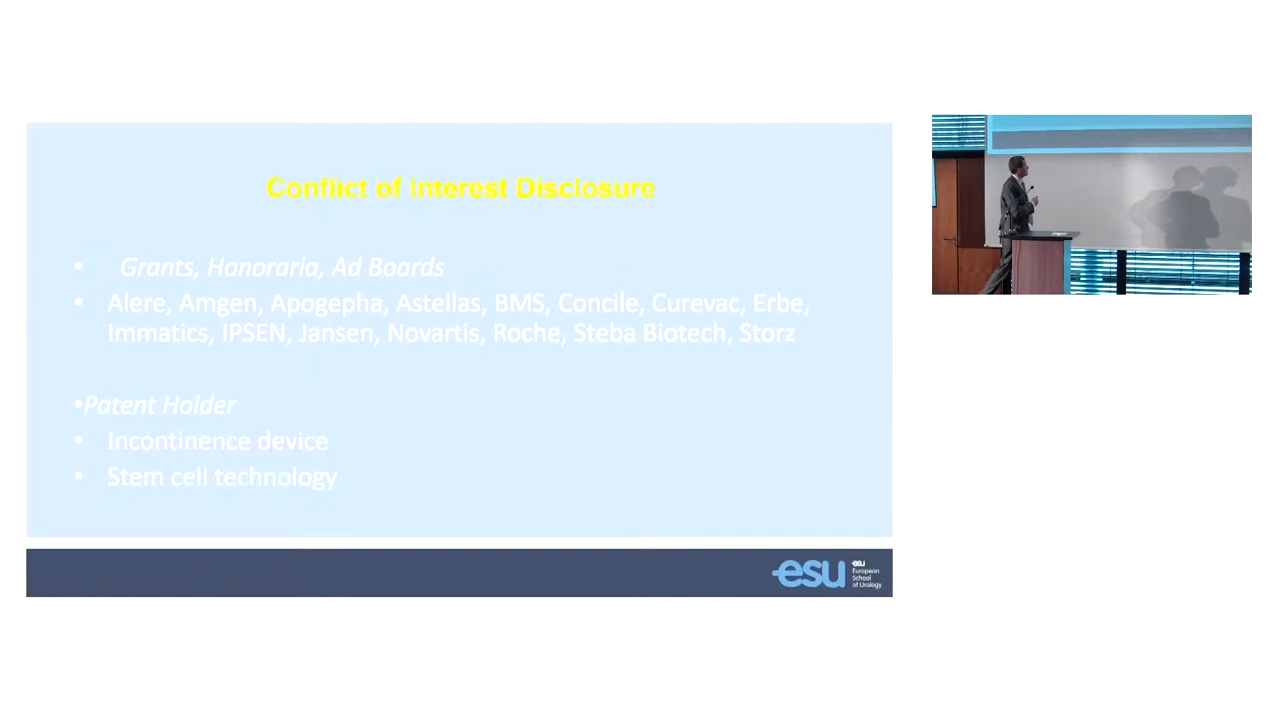 Conflict of Interest Disclosure
• Grants, Honoraria, Ad Boards
• Alere, Amgen, Apogepha, Astellas, BMS, Concile, Curevac, Erbe,
Immatics, IPSEN, Jansen, Novartis, Roche, Steba Biotech, Storz
•Patent Holder
• Incontinence device
• Stem cell technology
esu
European
School
of Urology